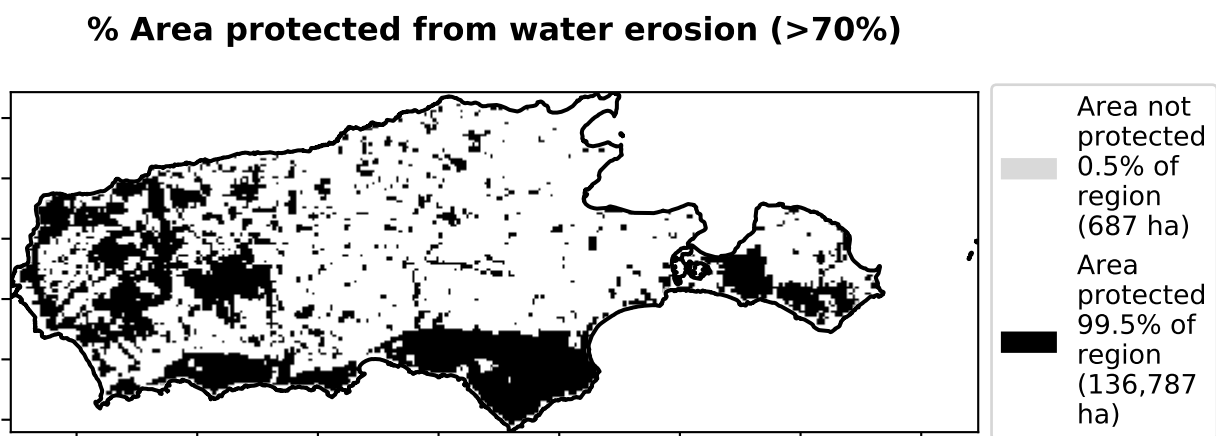 % Area protected from water erosion (>70%)
Area not
protected
0.5% of
region
(687 ha)
Area
protected
99.5% of
region
(136,787
ha)